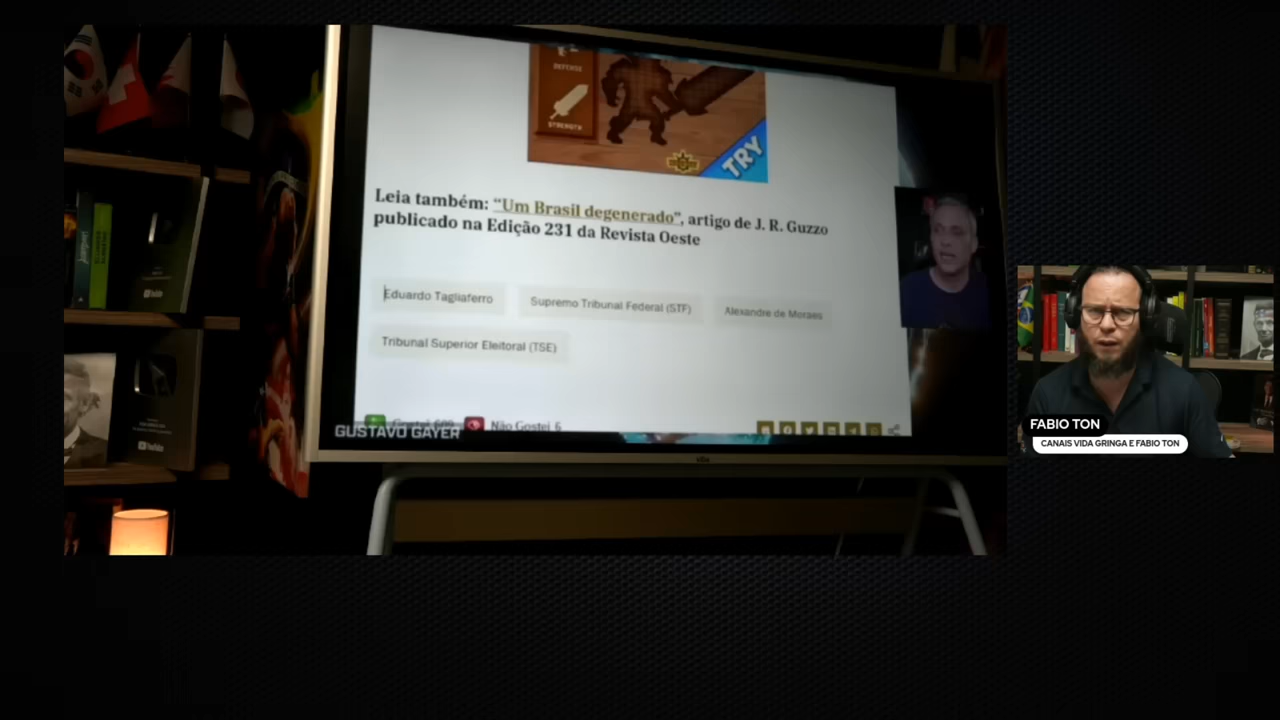 DEFENSE
STRENGTH
TRY
Leia também: “Um Brasil degenerado”, artigo de J. R. Guzzo
publicado na Edição 231 da Revista Oeste
Eduardo Tagliaferro
Supremo Tribunal Federal (STF)
Alexandre de Moraes
Tribunal Superior Eleitoral (TSE)
Não Gostei 6
GUSTAVO GAYER
FABIO TON
CANAIS VIDA GRINGA E FABIO TON
YouTube
YouTube